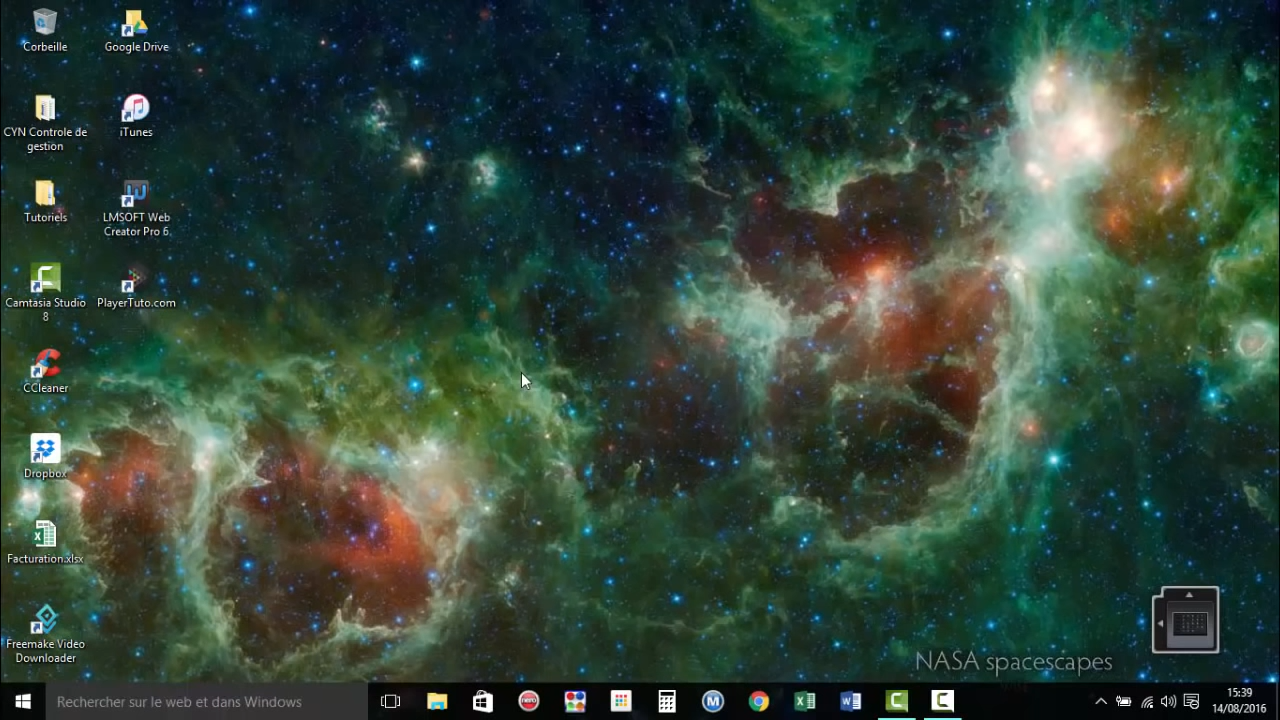 Corbeille
Google Drive
CYN Controle de
gestion
iTunes
Tutoriels
LMSOFT Web
Creator Pro 6
Camtasia Studio
8
PlayerTuto.com
CCleaner
Dropbox
Facturation.xlsx
Freemake Video
Downloader
NASA spacescapes
Rechercher sur le web et dans Windows
nero
M
15:39
14/08/2016